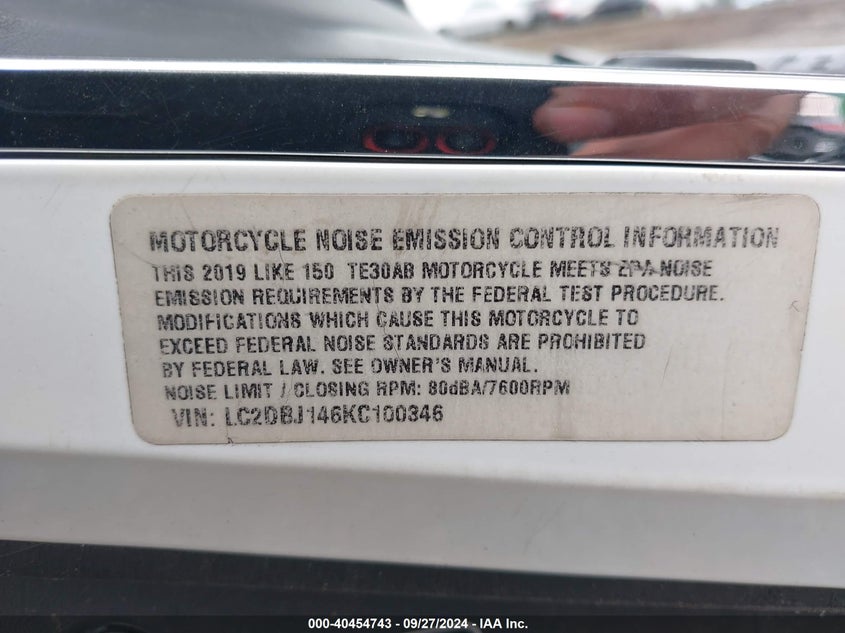 MOTORCYCLE NOISE EMISSION CONTROL INFORMATION
THIS 2019 LIKE 150 TE30AB MOTORCYCLE MEETS EPA NOISE
EMISSION REQUIREMENTS BY THE FEDERAL TEST PROCEDURE.
MODIFICATIONS WHICH CAUSE THIS MOTORCYCLE TO
EXCEED FEDERAL NOISE STANDARDS ARE PROHIBITED
BY FEDERAL LAW. SEE OWNER'S MANUAL.
NOISE LIMIT / CLOSING RPM: 80dBA/7600RPM
VIN: LC2DBJ146KC100346
000-40454743 - 09/27/2024 - IAA Inc.